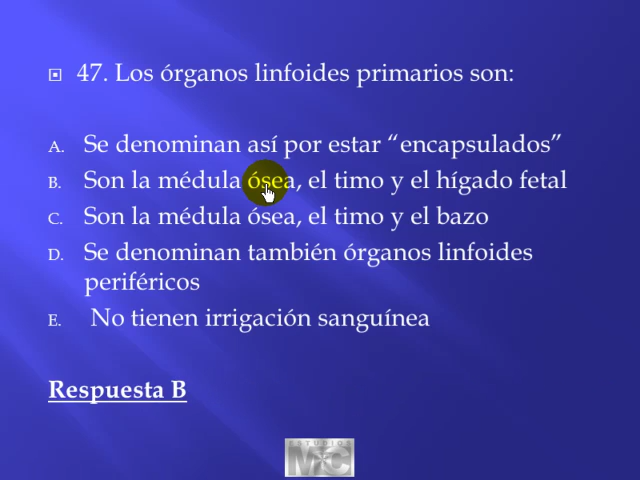 47. Los órganos linfoides primarios son:
A. Se denominan así por estar “encapsulados”
B. Son la médula ósea, el timo y el hígado fetal
C. Son la médula ósea, el timo y el bazo
D. Se denominan también órganos linfoides
periféricos
E. No tienen irrigación sanguínea
Respuesta B
ESTUDIOS
MC